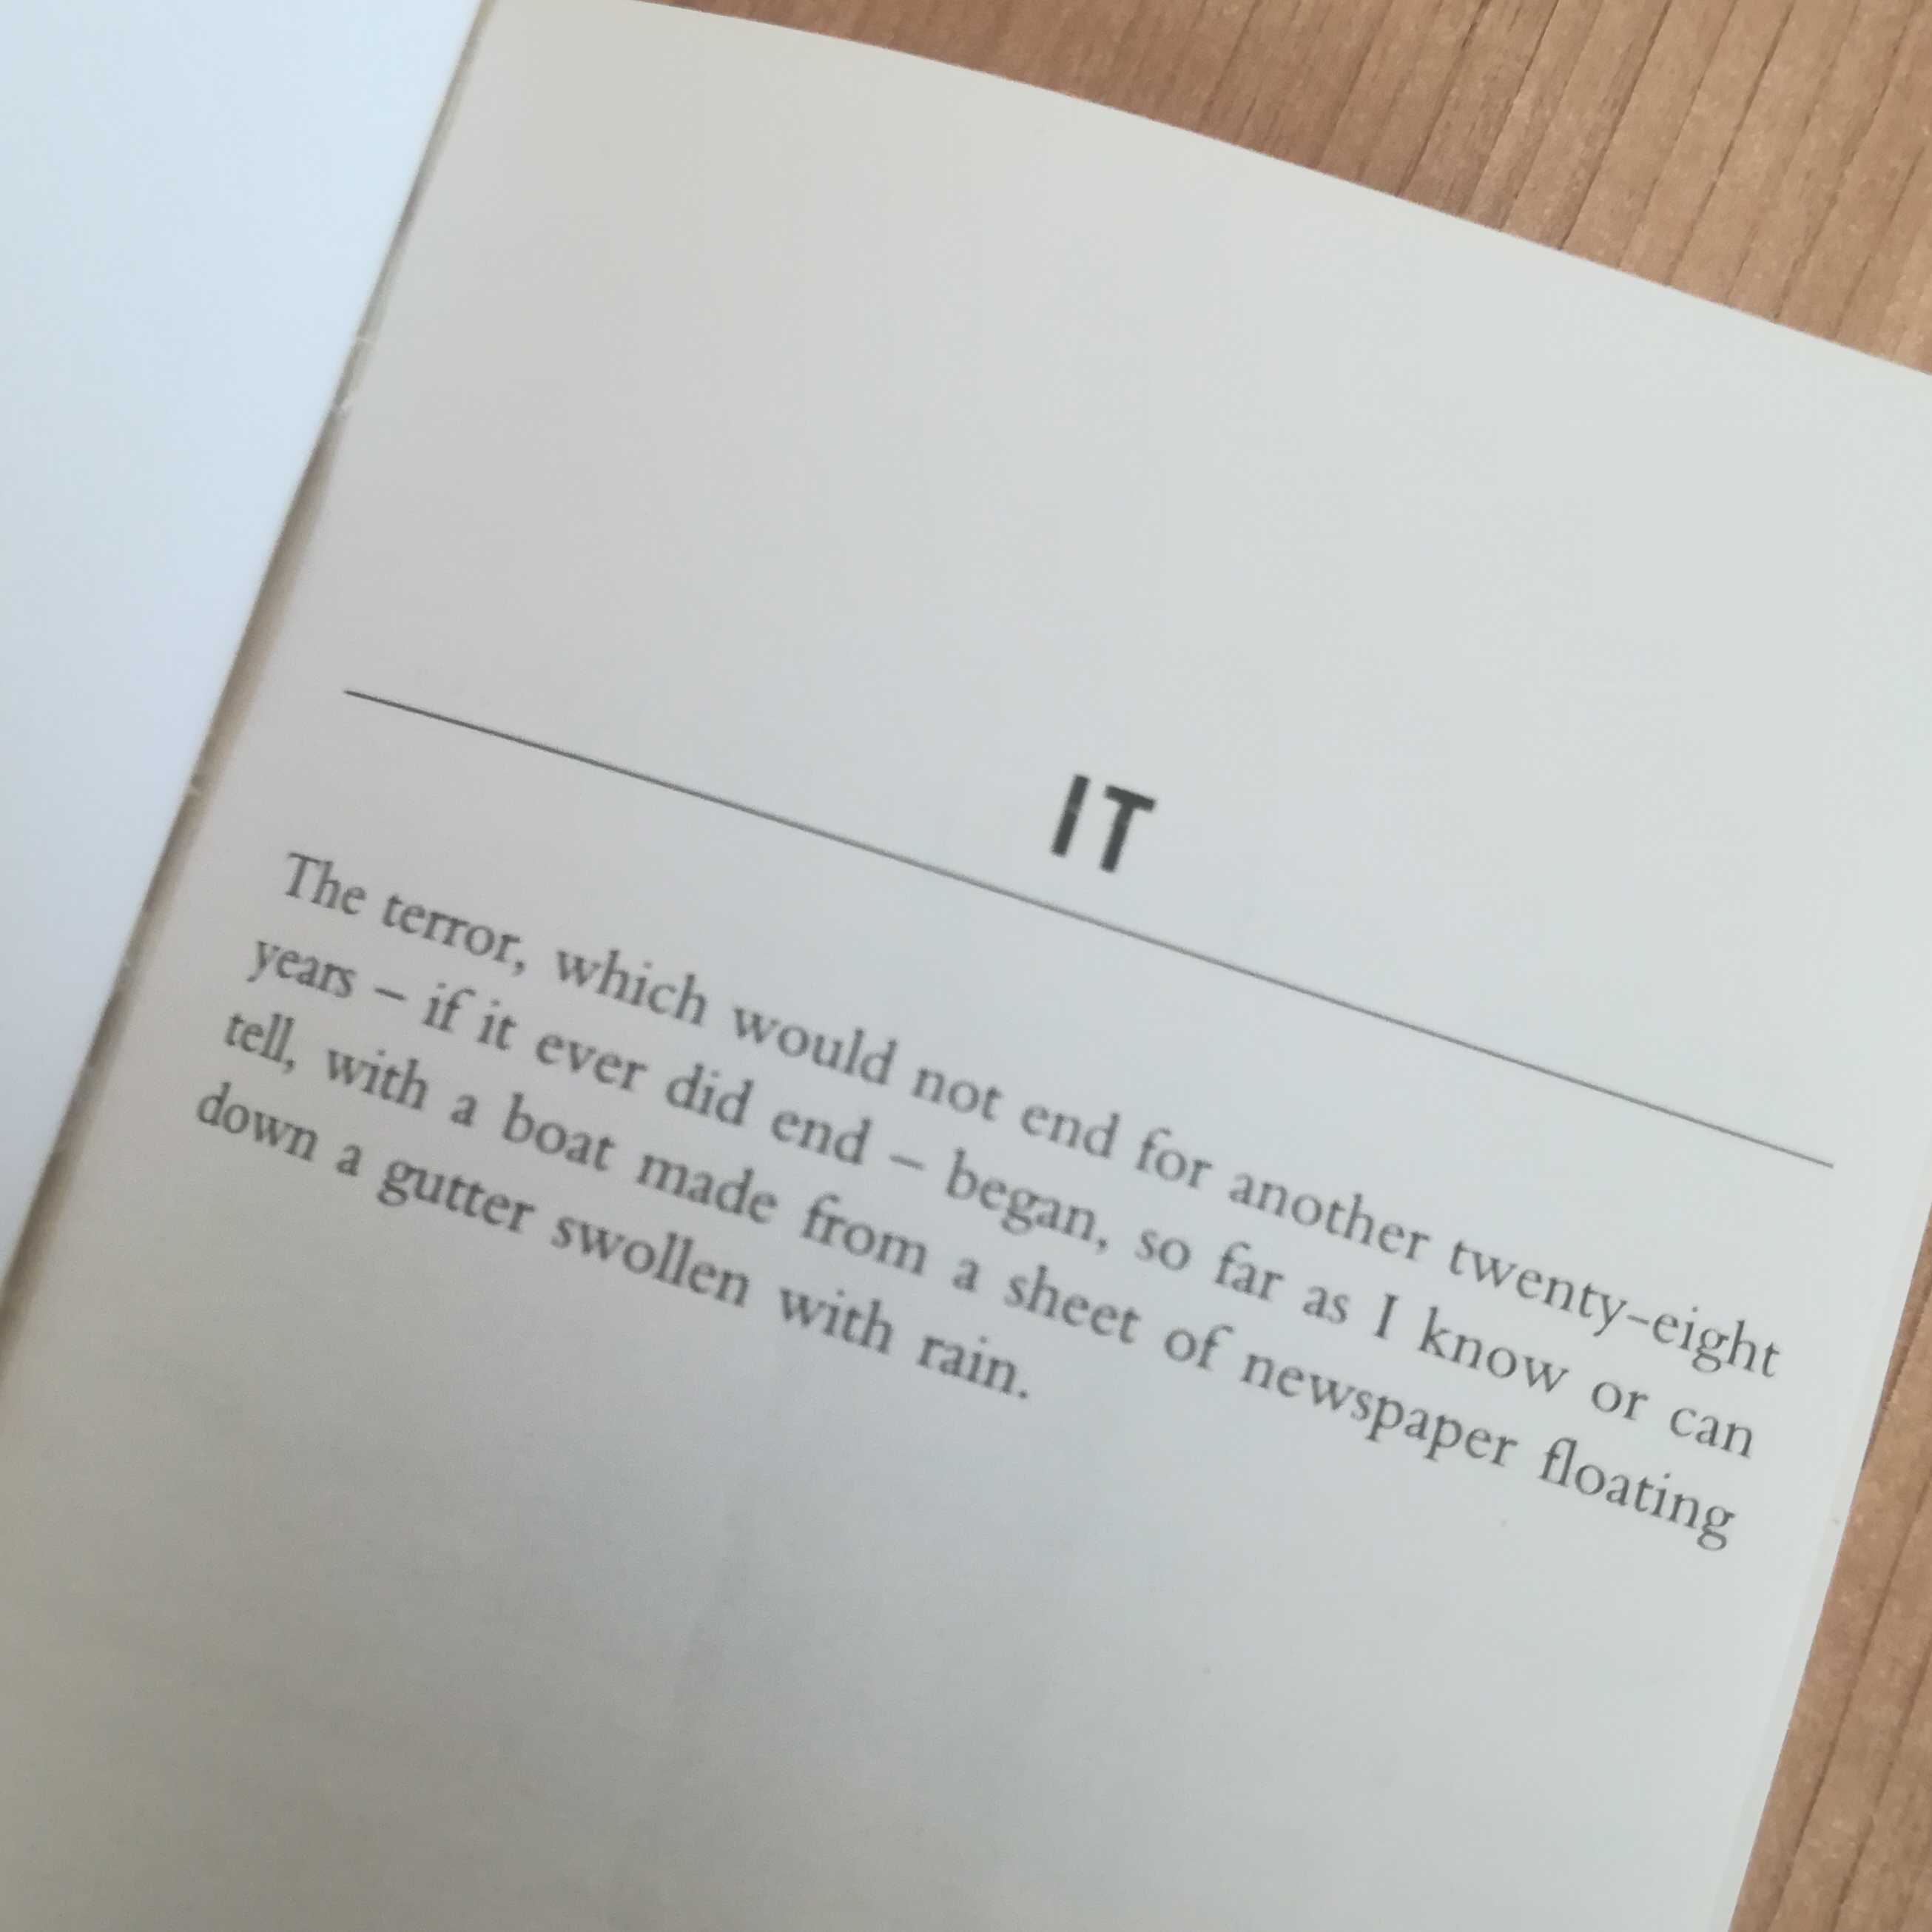 IT
The terror, which would not end for another twenty-eight
years – if it ever did end – began, so far as I know or can
tell, with a boat made from a sheet of newspaper floating
down a gutter swollen with rain.